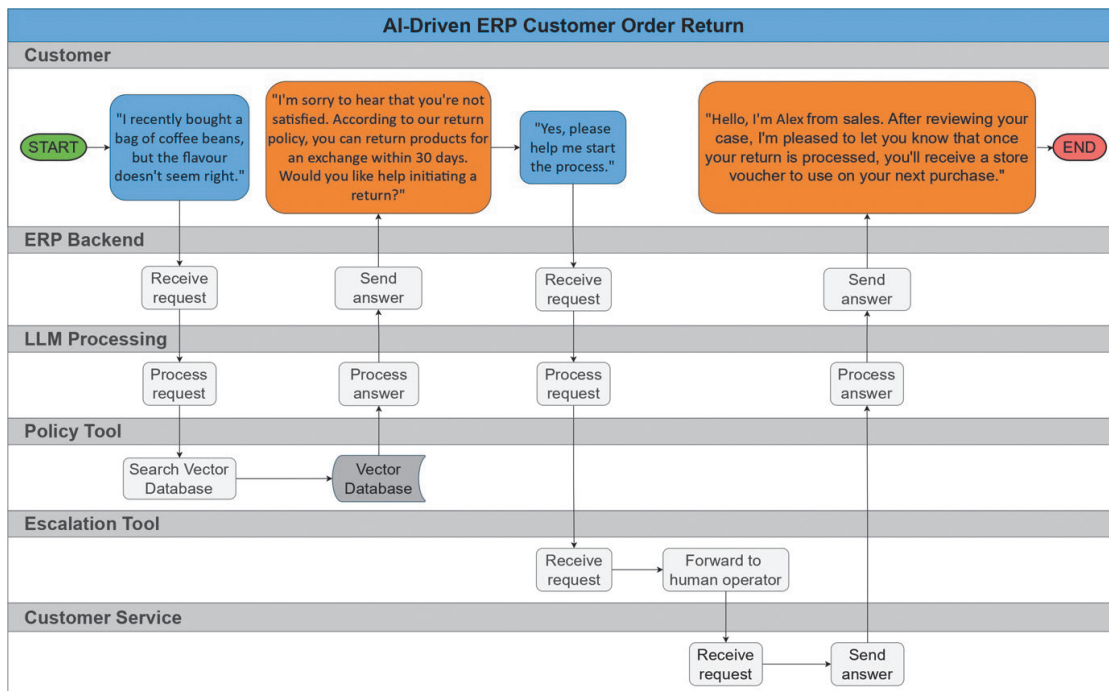 AI-Driven ERP Customer Order Return
Customer
START
"I recently bought a
bag of coffee beans,
but the flavour
doesn't seem right."
"I'm sorry to hear that you're not
satisfied. According to our return
policy, you can return products for
an exchange within 30 days.
Would you like help initiating a
return?"
"Yes, please
help me start
the process."
"Hello, I'm Alex from sales. After reviewing your
case, I'm pleased to let you know that once
your return is processed, you'll receive a store
voucher to use on your next purchase."
END
ERP Backend
Receive
request
Send
answer
Receive
request
Send
answer
LLM Processing
Process
request
Process
answer
Process
request
Process
answer
Policy Tool
Search Vector
Database
Vector
Database
Escalation Tool
Receive
request
Forward to
human operator
Customer Service
Receive
request
Send
answer